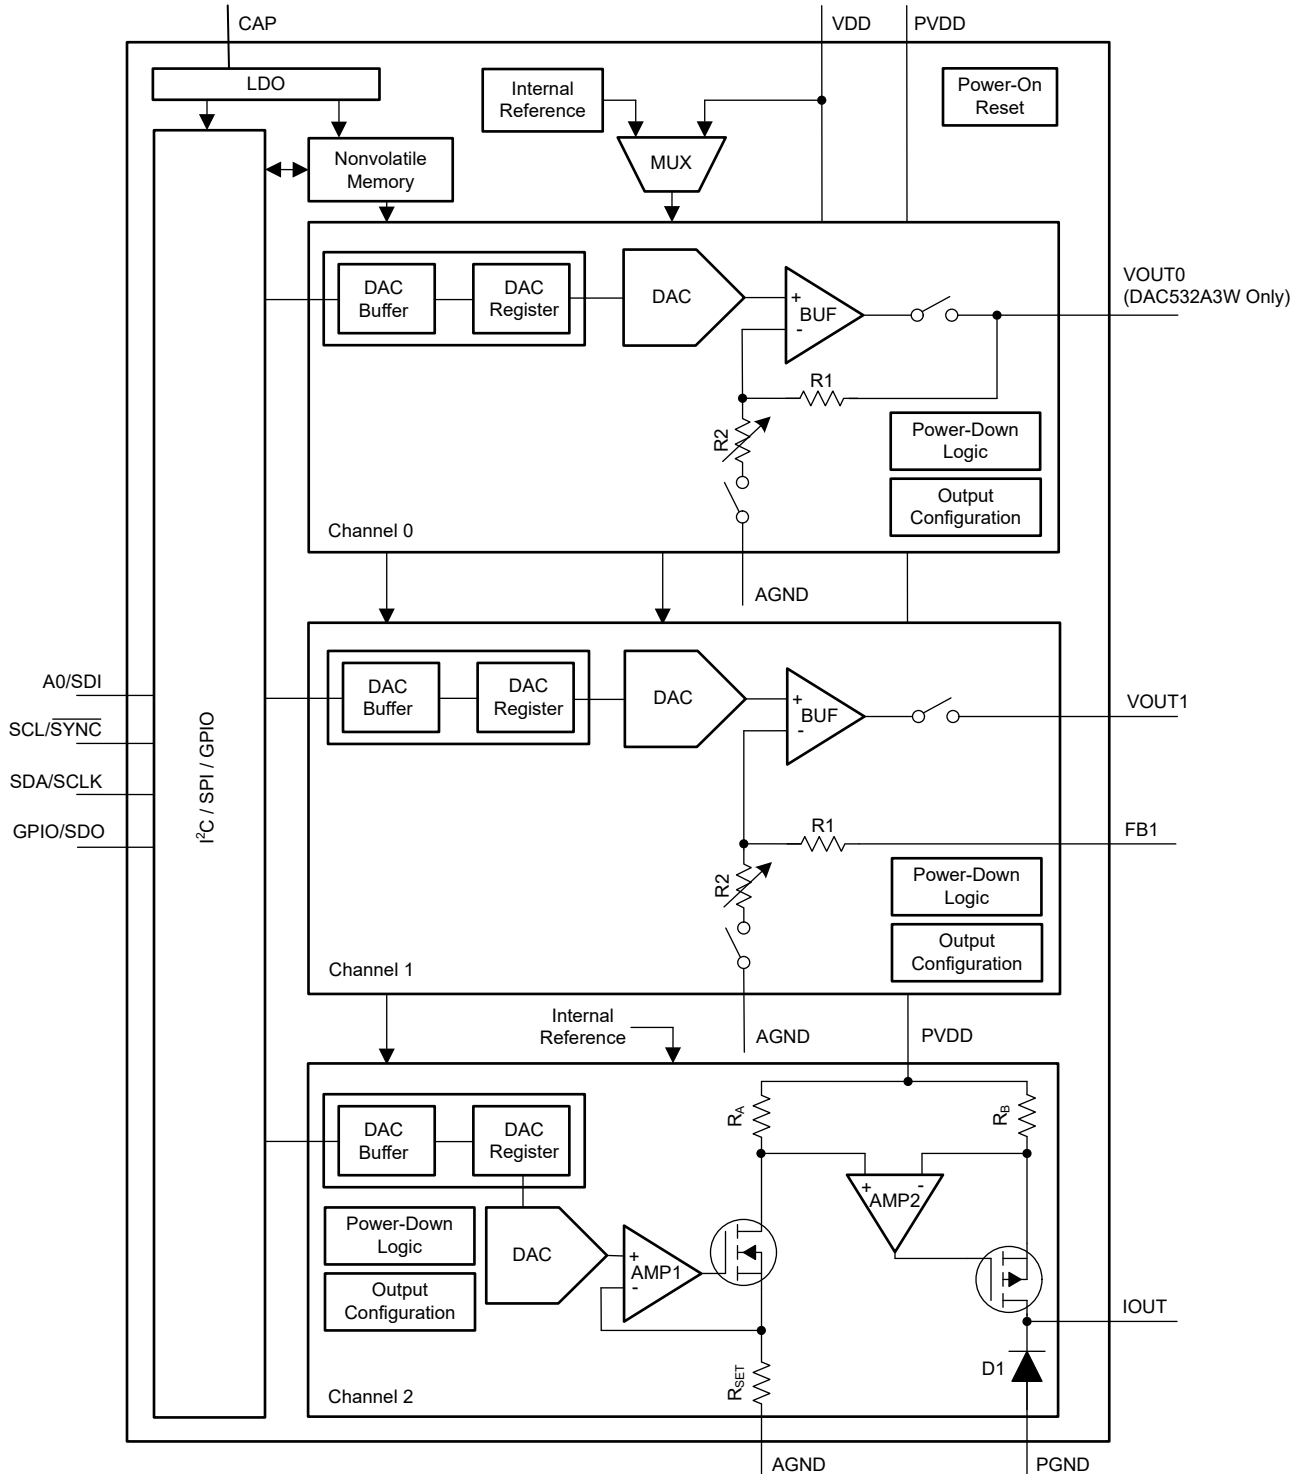 CAP
VDD
PVDD
LDO
Internal
Reference
Power-On
Reset
Nonvolatile
Memory
MUX
DAC
Buffer
DAC
Register
DAC
+
BUF
-
VOUT0
(DAC532A3W Only)
R1
R2
Power-Down
Logic
Output
Configuration
Channel 0
AGND
A0/SDI
SCL/SYNC
SDA/SCLK
GPIO/SDO
I²C / SPI / GPIO
DAC
Buffer
DAC
Register
DAC
+
BUF
-
VOUT1
R1
FB1
R2
Power-Down
Logic
Output
Configuration
Channel 1
Internal
Reference
AGND
PVDD
DAC
Buffer
DAC
Register
RA
RB
+ -
AMP2
Power-Down
Logic
Output
Configuration
DAC
+
AMP1
-
IOUT
D1
RSET
Channel 2
AGND
PGND